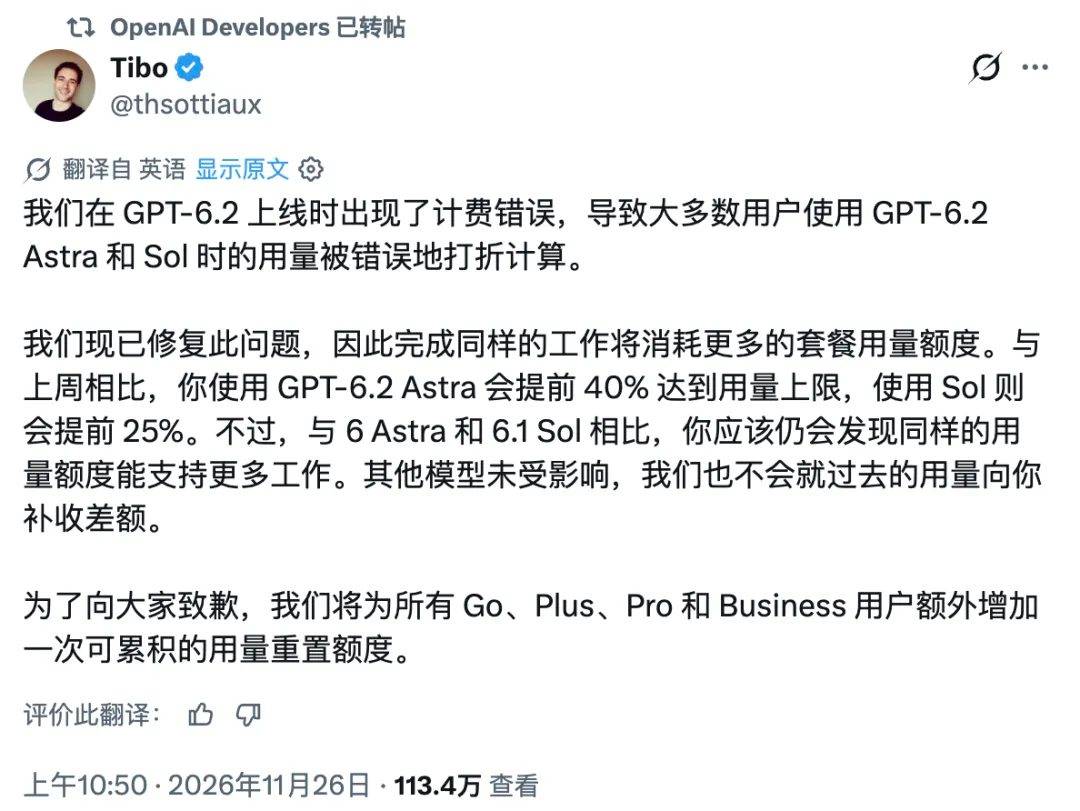 OpenAI Developers 已转帖
Tibo
@thsottiaux
翻译自 英语 显示原文
我们在 GPT-6.2 上线时出现了计费错误，导致大多数用户使用 GPT-6.2
Astra 和 Sol 时的用量被错误地打折计算。
我们现已修复此问题，因此完成同样的工作将消耗更多的套餐用量额度。与
上周相比，你使用 GPT-6.2 Astra 会提前 40% 达到用量上限，使用 Sol 则
会提前 25%。不过，与 6 Astra 和 6.1 Sol 相比，你应该仍会发现同样的用
量额度能支持更多工作。其他模型未受影响，我们也不会就过去的用量向你
补收差额。
为了向大家致歉，我们将为所有 Go、Plus、Pro 和 Business 用户额外增加
一次可累积的用量重置额度。
评价此翻译：
上午10:50 · 2026年11月26日 · 113.4万 查看